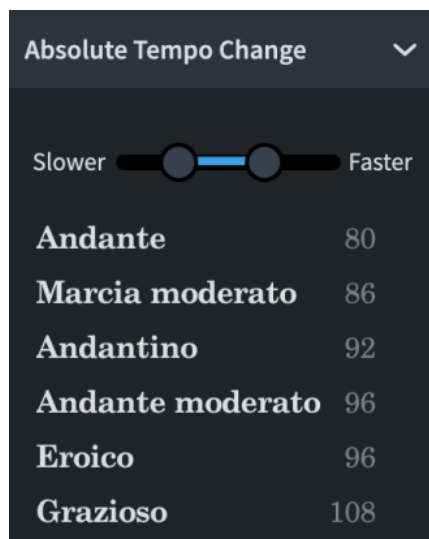 Absolute Tempo Change
Slower Faster
Andante 80
Marcia moderato 86
Andantino 92
Andante moderato 96
Eroico 96
Grazioso 108